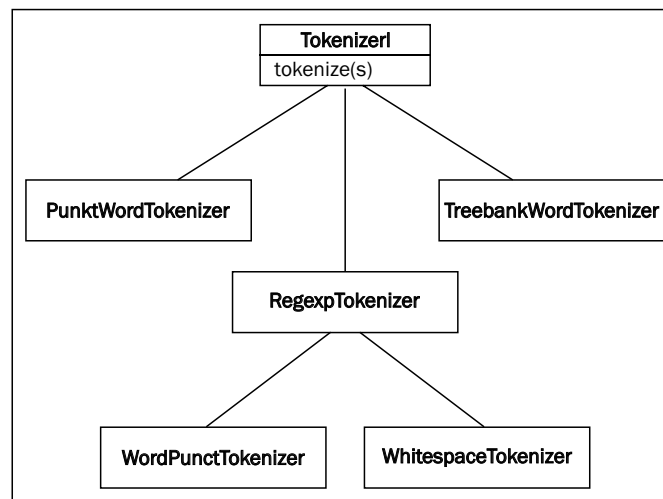 TokenizerI
tokenize(s)
PunktWordTokenizer
TreebankWordTokenizer
RegexpTokenizer
WordPunctTokenizer
WhitespaceTokenizer